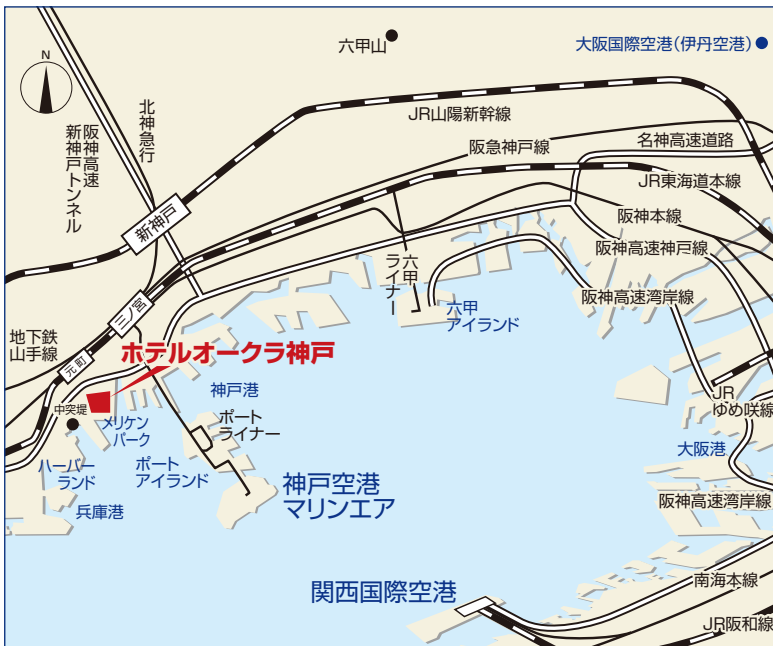 六甲山
大阪国際空港(伊丹空港)
N
JR山陽新幹線
北神急行
阪神高速
新神戸トンネル
阪急神戸線
名神高速道路
JR東海道本線
新神戸
阪神本線
阪神高速神戸線
六甲
ライナー
阪神高速湾岸線
六甲
アイランド
三ノ宮
地下鉄
山手線
元町
ホテルオークラ神戸
神戸港
JR
ゆめ咲線
中突堤
メリケン
パーク
ポート
ライナー
大阪港
ハーバー
ランド
ポート
アイランド
神戸空港
マリンエア
兵庫港
阪神高速湾岸線
関西国際空港
南海本線
JR阪和線